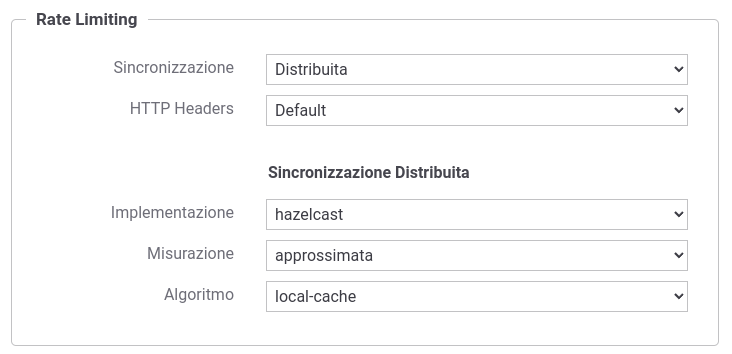 Rate Limiting
Sincronizzazione Distribuita
HTTP Headers Default
Sincronizzazione Distribuita
Implementazione hazelcast
Misurazione approssimata
Algoritmo local-cache